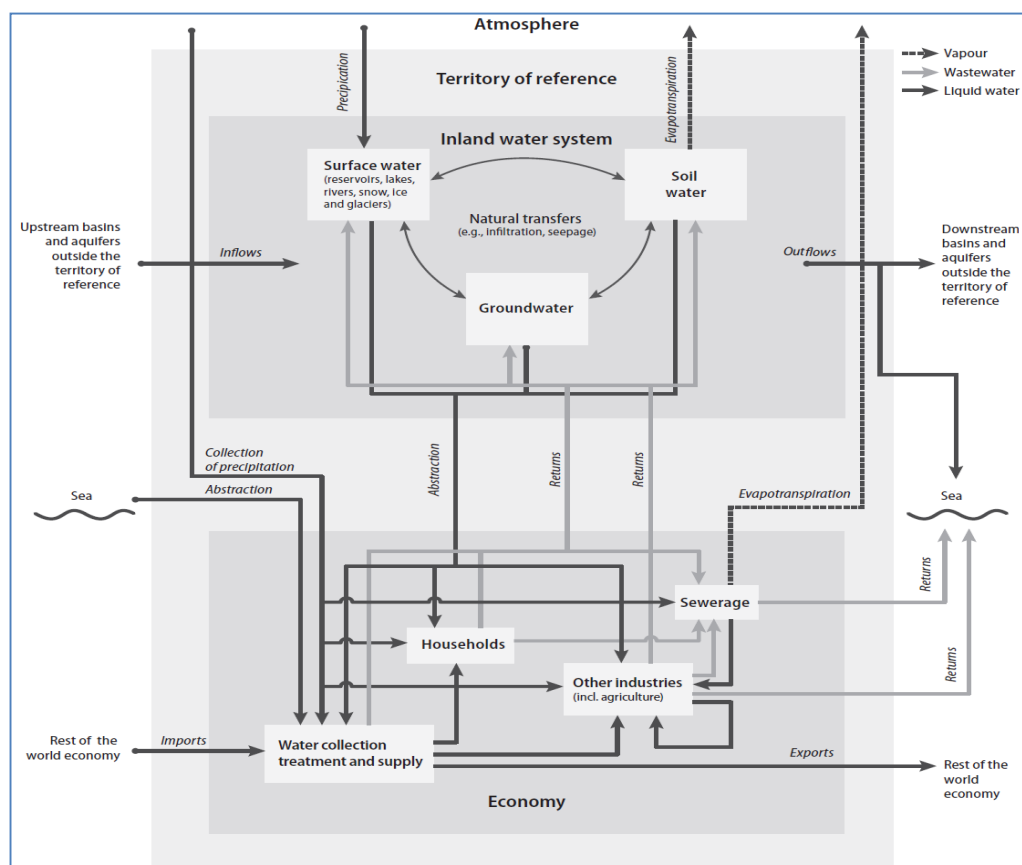 Atmosphere
Vapour
Wastewater
Liquid water
Precipication
Territory of reference
Evapotranspiration
Inland water system
Surface water
(reservoirs, lakes,
rivers, snow, ice
and glaciers)
Soil
water
Natural transfers
(e.g., Infiltration, seepage)
Upstream basins
and aquifers
outside the
territory of
reference
Inflows
Outflows
Downstream
basins and
aquifers
outside the
territory of
reference
Groundwater
Collection
of precipitation
Abstraction
Sea
Abstraction
Returns
Returns
Evapotranspiration
Sea
Returns
Sewerage
Households
Other industries
(incl. agriculture)
Returns
Rest of the
world economy
Imports
Water collection
treatment and supply
Exports
Rest of the
world
economy
Economy